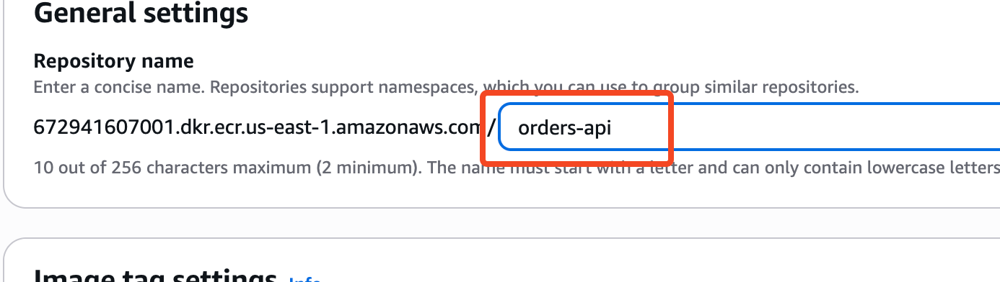 General settings
Repository name
Enter a concise name. Repositories support namespaces, which you can use to group similar repositories.
672941607001.dkr.ecr.us-east-1.amazonaws.com/ orders-api
10 out of 256 characters maximum (2 minimum). The name must start with a letter and can only contain lowercase letters
Image tag settings Info